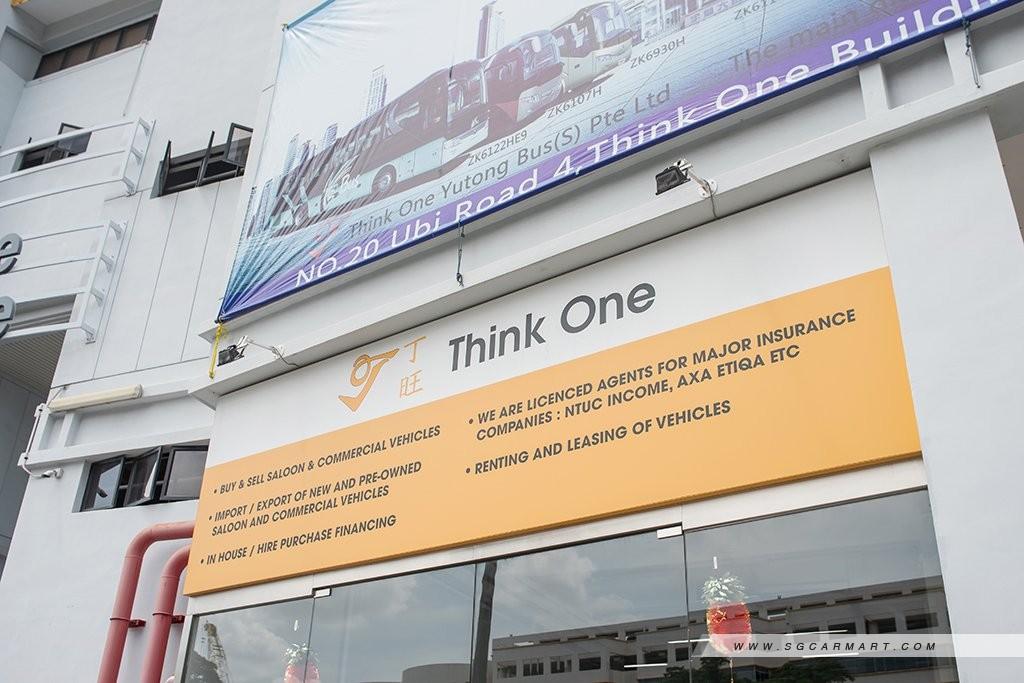 ZK6930H
ZK6107H
ZK6122HE9
The main
Think One Yutong Bus(S) Pte Ltd
NO.20 Ubi Road 4,Think One Buildin
丁旺
Think One
• BUY & SELL SALOON & COMMERCIAL VEHICLES
• IMPORT / EXPORT OF NEW AND PRE-OWNED
SALOON AND COMMERCIAL VEHICLES
• IN HOUSE / HIRE PURCHASE FINANCING
• WE ARE LICENCED AGENTS FOR MAJOR INSURANCE
COMPANIES : NTUC INCOME, AXA ETIQA ETC
• RENTING AND LEASING OF VEHICLES
e
e
WWW.SGCARMART.COM